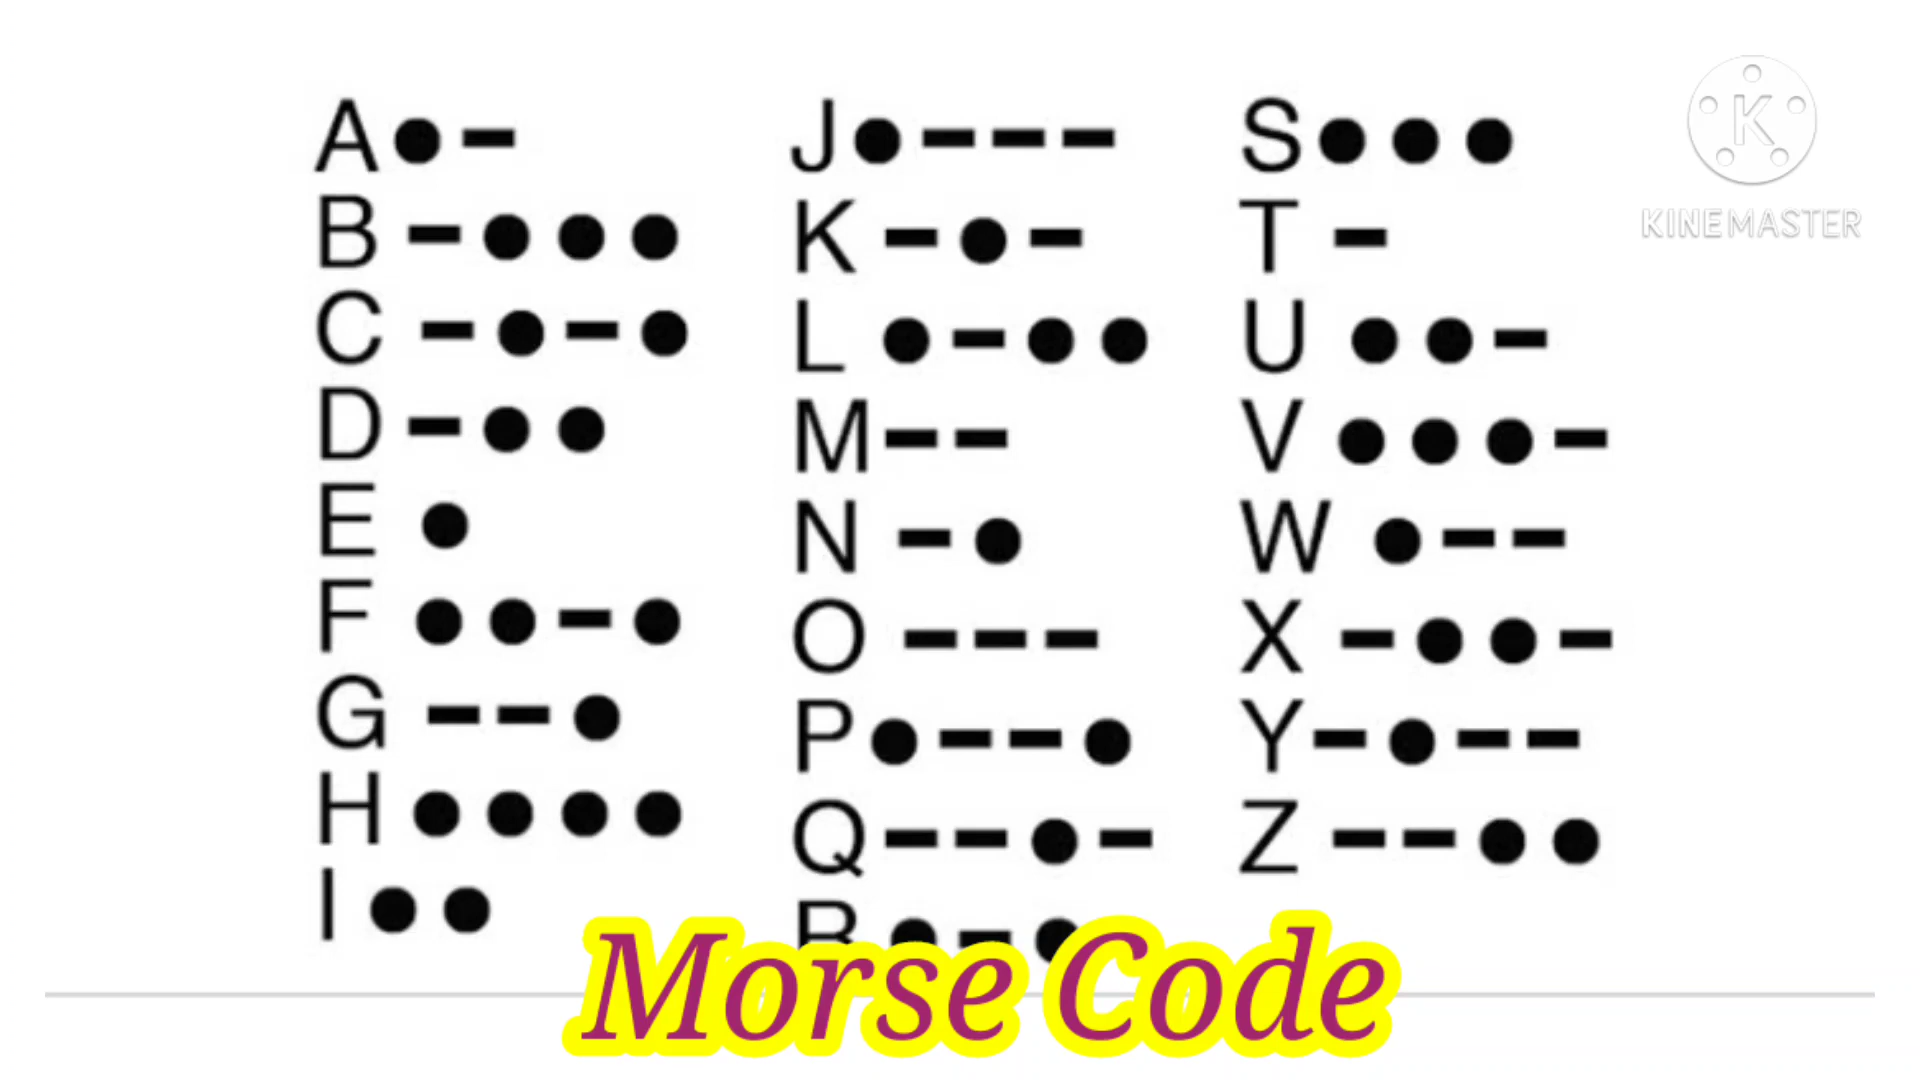 A ● –
B – ● ● ●
C – ● – ●
D – ● ●
E ●
F ● ● – ●
G – – ●
H ● ● ● ●
I ● ●
J ● – – –
K – ● –
L ● – ● ●
M – –
N – ●
O – – –
P ● – – ●
Q – – ● –
R ● – ●
S ● ● ●
T –
U ● ● –
V ● ● ● –
W ● – –
X – ● ● –
Y – ● – –
Z – – ● ●
K
KINEMASTER
Morse Code